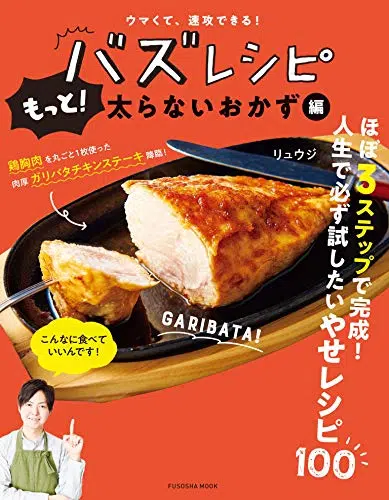 ウマくて、速攻できる！
バズレシピ
もっと！
太らないおかず編
鶏胸肉を丸ごと1枚使った
肉厚ガリバタチキンステーキ降臨！
リュウジ
ほぼ3ステップで完成！
人生で必ず試したいやせレシピ100
GARIBATA!
こんなに食べて
いいんです！
FUSOSHA MOOK